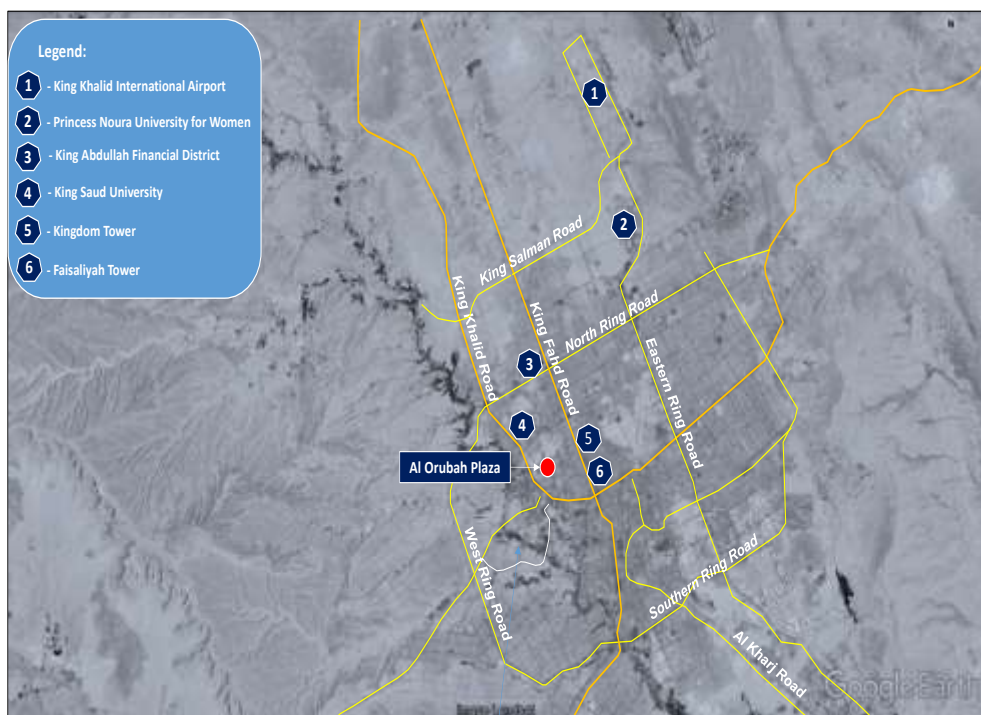 Legend:
1 - King Khalid International Airport
2 - Princess Noura University for Women
3 - King Abdullah Financial District
4 - King Saud University
5 - Kingdom Tower
6 - Faisaliyah Tower
1
2
King Salman Road
King Khalid Road
King Fahd Road
North Ring Road
3
Eastern Ring Road
4
5
Al Orubah Plaza
6
West Ring Road
Southern Ring Road
Al Kharj Road
Google Earth